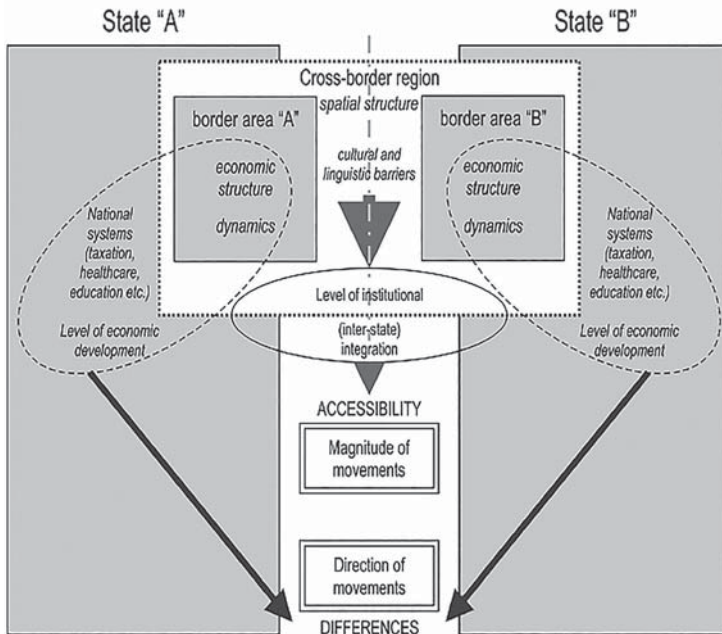 State “A”
State “B”
Cross-border region
spatial structure
border area “A”
border area “B”
cultural and
linguistic barriers
economic
structure
dynamics
economic
structure
dynamics
National
systems
(taxation,
healthcare,
education etc.)
Level of economic
development
National
systems
(taxation,
healthcare,
education etc.)
Level of economic
development
Level of institutional
(inter-state)
integration
ACCESSIBILITY
Magnitude of
movements
Direction of
movements
DIFFERENCES